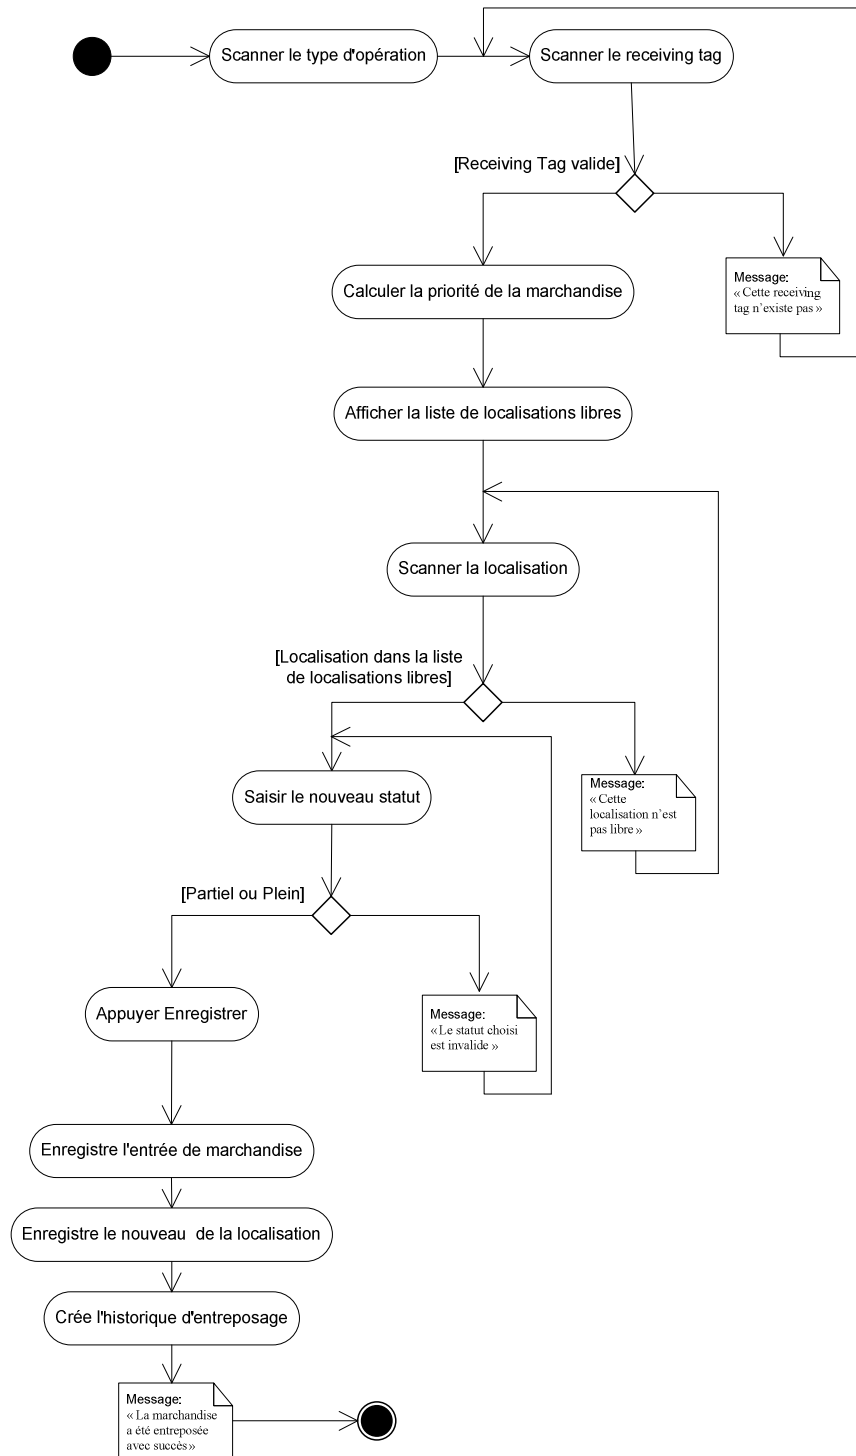 Scanner le type d'opération
Scanner le receiving tag
[Receiving Tag valide]
Message:
« Cette receiving
tag n'existe pas »
Calculer la priorité de la marchandise
Afficher la liste de localisations libres
Scanner la localisation
[Localisation dans la liste
de localisations libres]
Message:
« Cette
localisation n'est
pas libre »
Saisir le nouveau statut
[Partiel ou Plein]
Message:
« Le statut choisi
est invalide »
Appuyer Enregistrer
Enregistre l'entrée de marchandise
Enregistre le nouveau  de la localisation
Crée l'historique d'entreposage
Message:
« La marchandise
a été entreposée
avec succès »